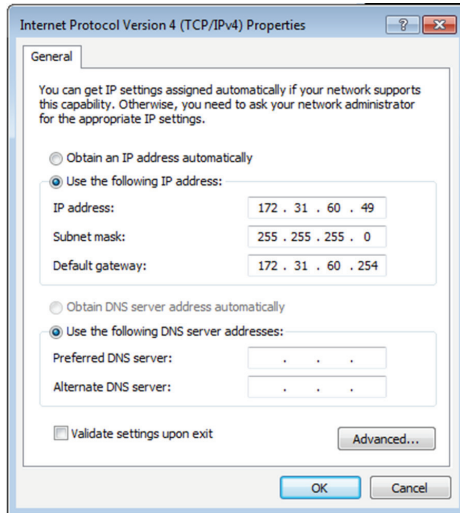 Internet Protocol Version 4 (TCP/IPv4) Properties
General
You can get IP settings assigned automatically if your network supports
this capability. Otherwise, you need to ask your network administrator
for the appropriate IP settings.
Obtain an IP address automatically
Use the following IP address:
IP address: 172 . 31 . 60 . 49
Subnet mask: 255 . 255 . 255 . 0
Default gateway: 172 . 31 . 60 . 254
Obtain DNS server address automatically
Use the following DNS server addresses:
Preferred DNS server: . . .
Alternate DNS server: . . .
Validate settings upon exit
Advanced...
OK Cancel